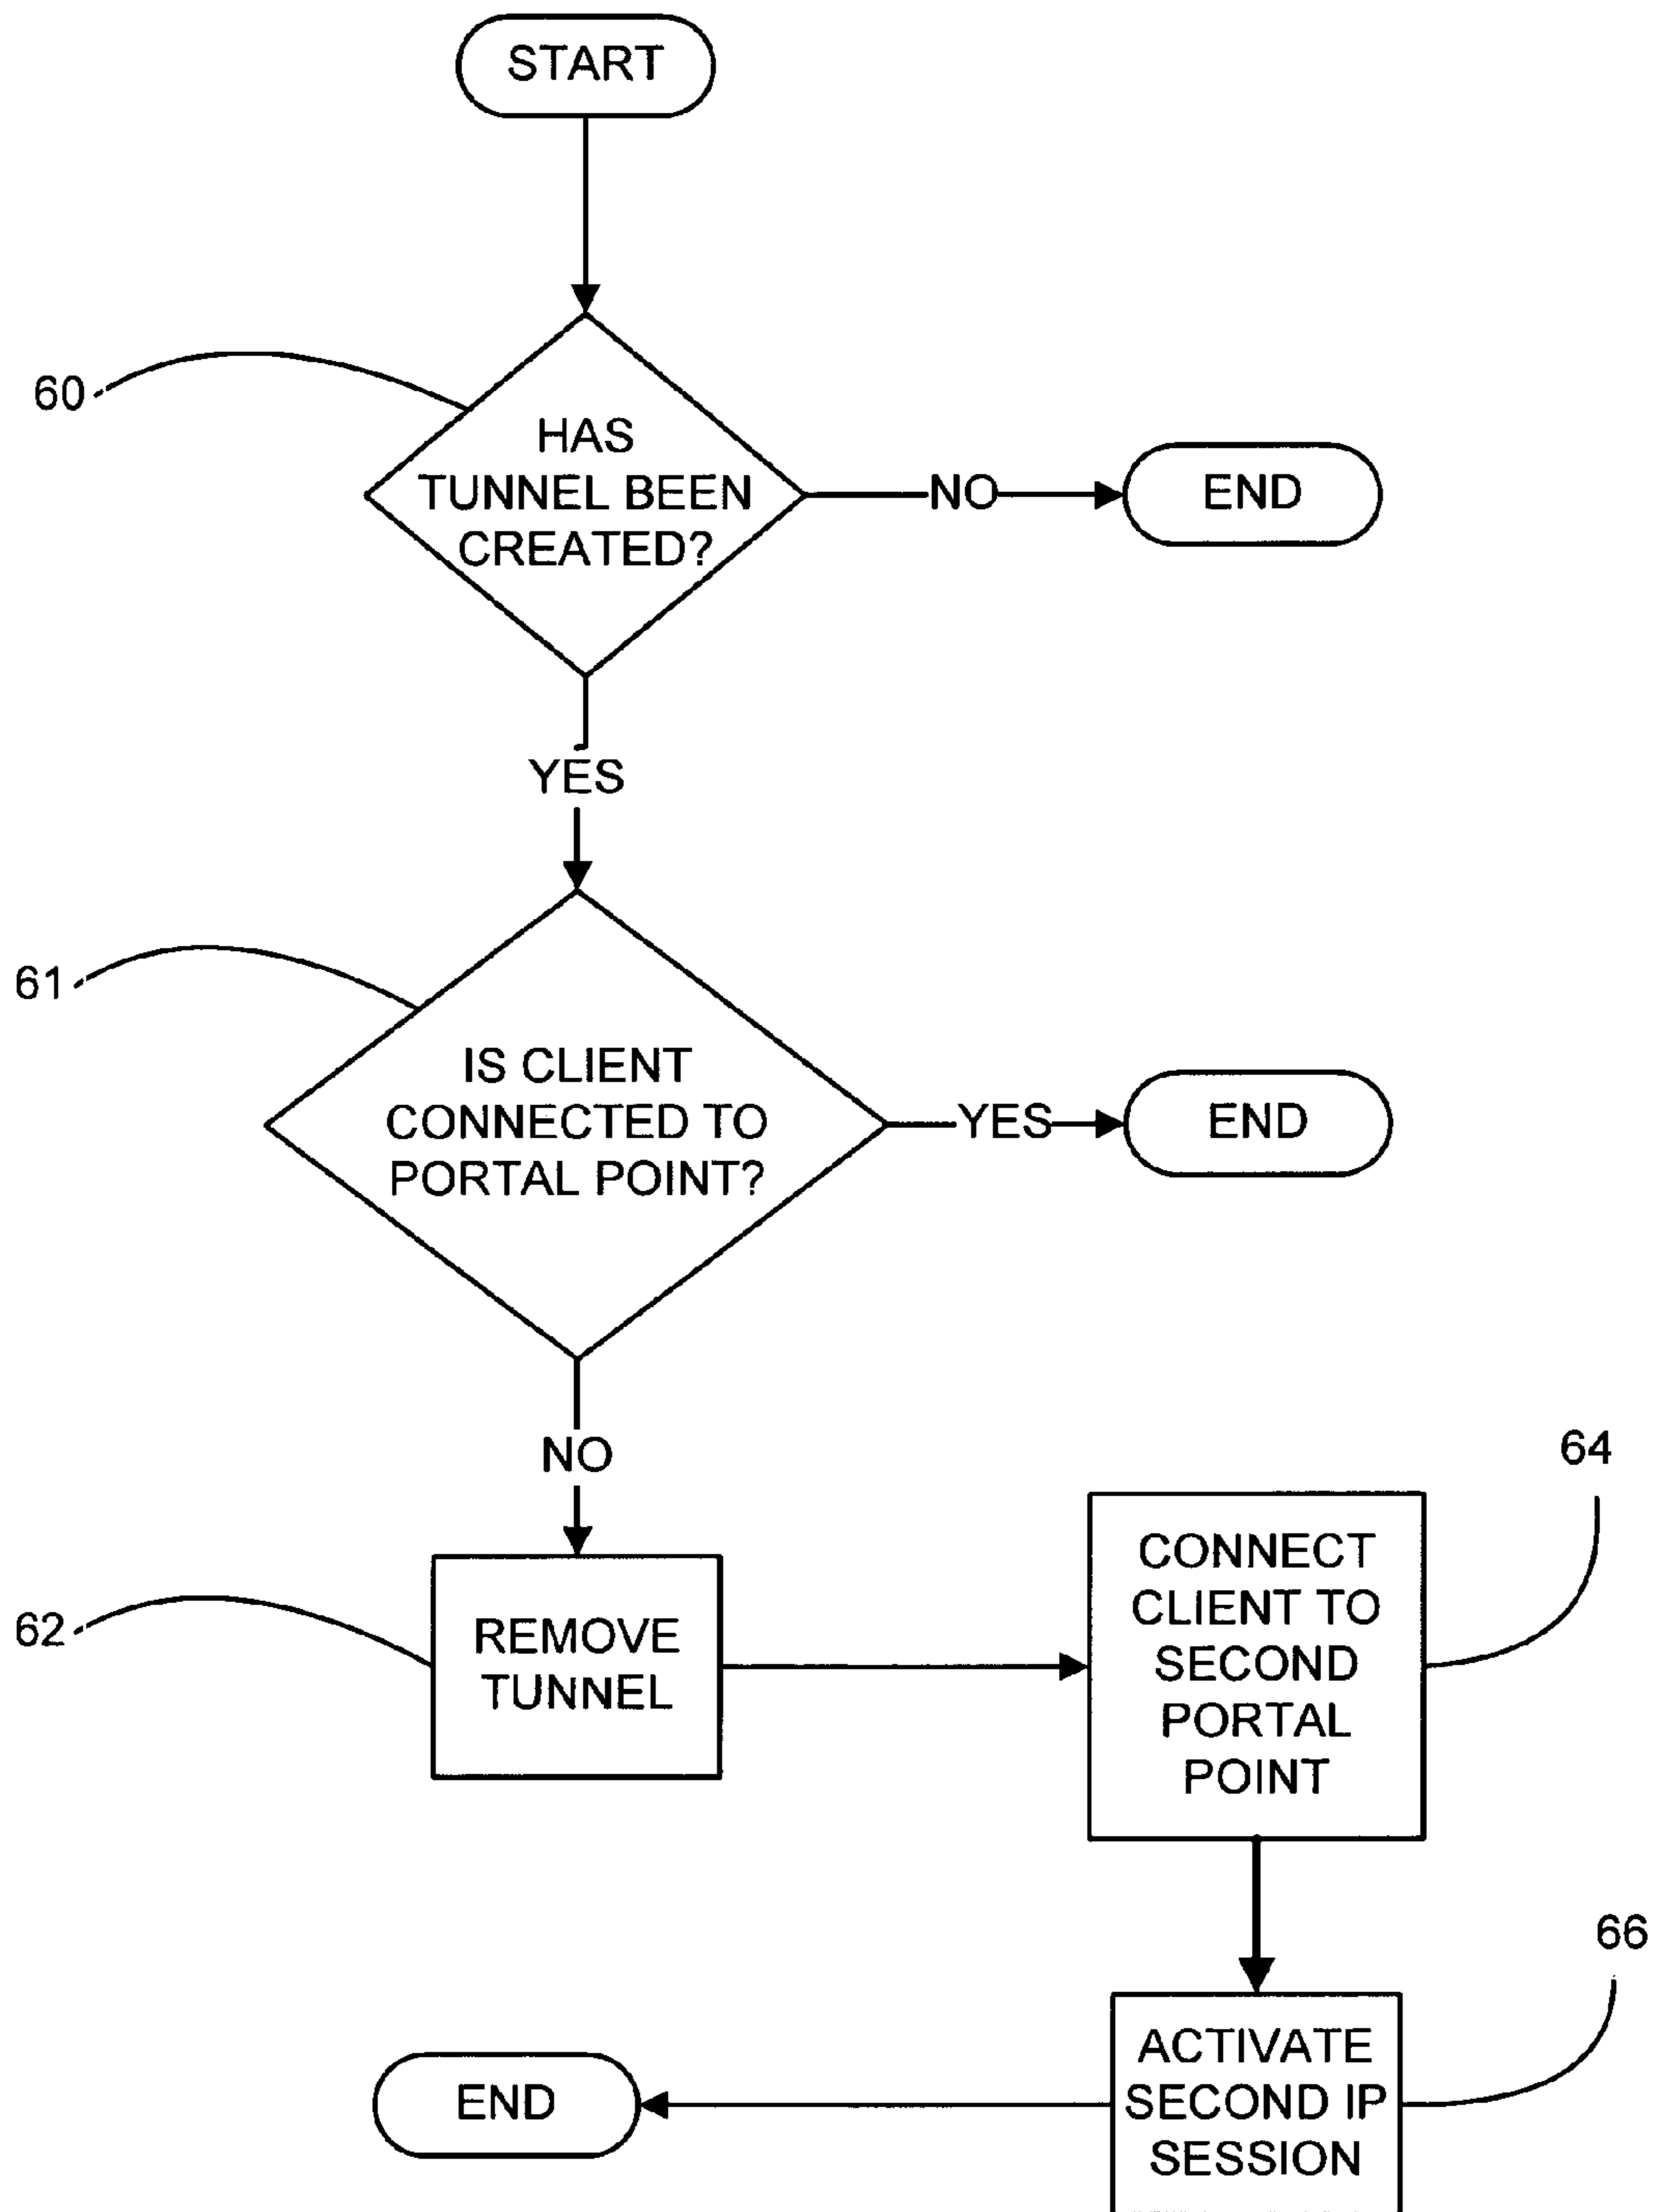 START
60
HAS
TUNNEL BEEN
CREATED?
NO
END
YES
61
IS CLIENT
CONNECTED TO
PORTAL POINT?
YES
END
NO
62
REMOVE
TUNNEL
64
CONNECT
CLIENT TO
SECOND
PORTAL
POINT
66
ACTIVATE
SECOND IP
SESSION
END